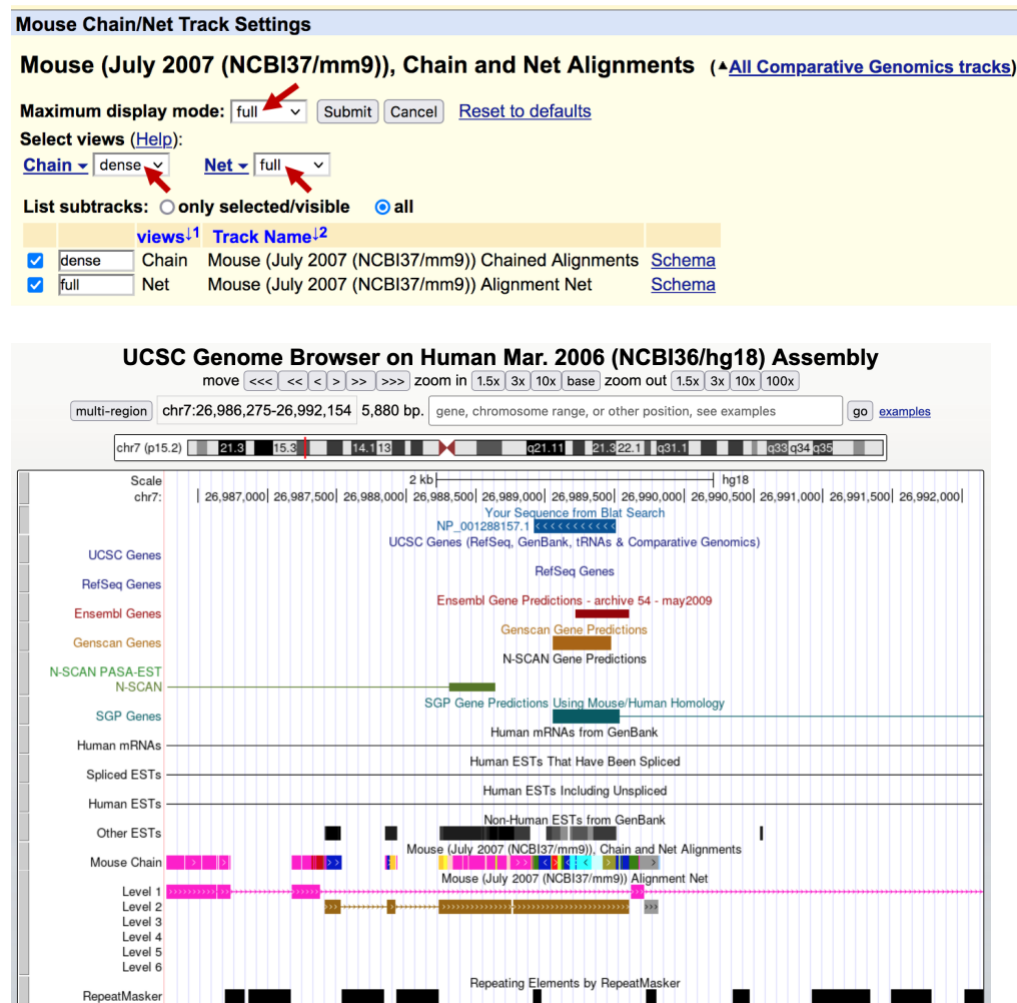 Mouse Chain/Net Track Settings
Mouse (July 2007 (NCBI37/mm9)), Chain and Net Alignments (▲All Comparative Genomics tracks)
Maximum display mode: full Submit Cancel Reset to defaults
Select views (Help):
Chain dense Net full
List subtracks: only selected/visible all
views↓1 Track Name↓2
dense Chain Mouse (July 2007 (NCBI37/mm9)) Chained Alignments Schema
full Net Mouse (July 2007 (NCBI37/mm9)) Alignment Net Schema
UCSC Genome Browser on Human Mar. 2006 (NCBI36/hg18) Assembly
move <<< << < > >> >>> zoom in 1.5x 3x 10x base zoom out 1.5x 3x 10x 100x
multi-region chr7:26,986,275-26,992,154 5,880 bp. gene, chromosome range, or other position, see examples go examples
chr7 (p15.2) 21.3 15.3 14.1 13 q21.11 21.3 22.1 q31.1 q33 q34 q35
Scale 2 kb hg18
chr7: 26,987,000 26,987,500 26,988,000 26,988,500 26,989,000 26,989,500 26,990,000 26,990,500 26,991,000 26,991,500 26,992,000
Your Sequence from Blat Search
NP_001288157.1
UCSC Genes (RefSeq, GenBank, tRNAs & Comparative Genomics)
UCSC Genes
RefSeq Genes
RefSeq Genes
Ensembl Gene Predictions - archive 54 - may2009
Ensembl Genes
Genscan Gene Predictions
Genscan Genes
N-SCAN Gene Predictions
N-SCAN PASA-EST
N-SCAN
SGP Gene Predictions Using Mouse/Human Homology
SGP Genes
Human mRNAs from GenBank
Human mRNAs
Human ESTs That Have Been Spliced
Spliced ESTs
Human ESTs Including Unspliced
Human ESTs
Non-Human ESTs from GenBank
Other ESTs
Mouse (July 2007 (NCBI37/mm9)), Chain and Net Alignments
Mouse Chain
Mouse (July 2007 (NCBI37/mm9)) Alignment Net
Level 1
Level 2
Level 3
Level 4
Level 5
Level 6
Repeating Elements by RepeatMasker
RepeatMasker